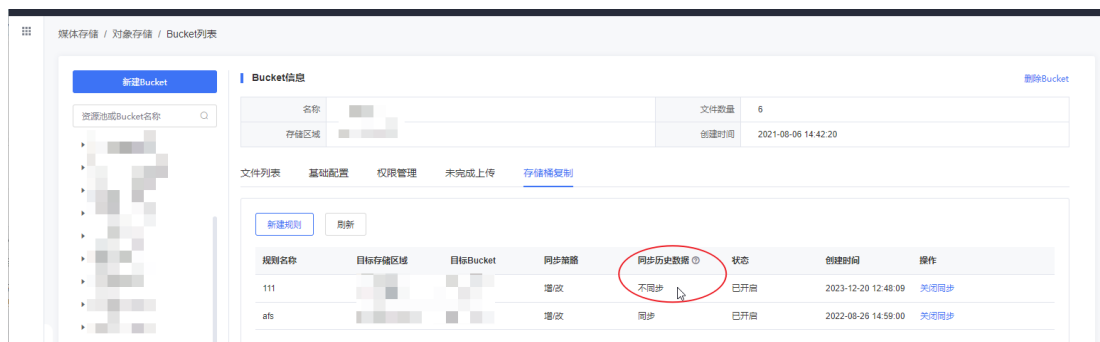 媒体存储 / 对象存储 / Bucket列表
新建Bucket
资源池或Bucket名称
Bucket信息
删除Bucket
名称
文件数量 6
存储区域
创建时间 2021-08-06 14:42:20
文件列表 基础配置 权限管理 未完成上传 存储桶复制
新建规则 刷新
规则名称 目标存储区域 目标Bucket 同步策略 同步历史数据 状态 创建时间 操作
111 增/改 不同步 已开启 2023-12-20 12:48:09 关闭同步
afs 增/改 同步 已开启 2022-08-26 14:59:00 关闭同步